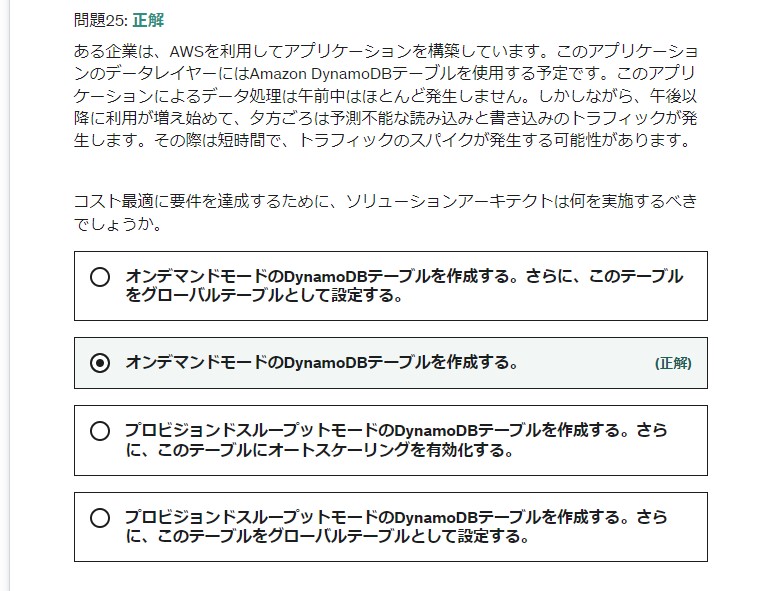 問題25: 正解
ある企業は、AWSを利用してアプリケーションを構築しています。このアプリケーショ
ンのデータレイヤーにはAmazon DynamoDBテーブルを使用する予定です。このアプリ
ケーションによるデータ処理は午前中はほとんど発生しません。しかしながら、午後以
降に利用が増え始めて、夕方ごろは予測不能な読み込みと書き込みのトラフィックが発
生します。その際は短時間で、トラフィックのスパイクが発生する可能性があります。
コスト最適に要件を達成するために、ソリューションアーキテクトは何を実施するべき
でしょうか。
オンデマンドモードのDynamoDBテーブルを作成する。さらに、このテーブル
をグローバルテーブルとして設定する。
オンデマンドモードのDynamoDBテーブルを作成する。 (正解)
プロビジョンドスループットモードのDynamoDBテーブルを作成する。さら
に、このテーブルにオートスケーリングを有効化する。
プロビジョンドスループットモードのDynamoDBテーブルを作成する。さら
に、このテーブルをグローバルテーブルとして設定する。